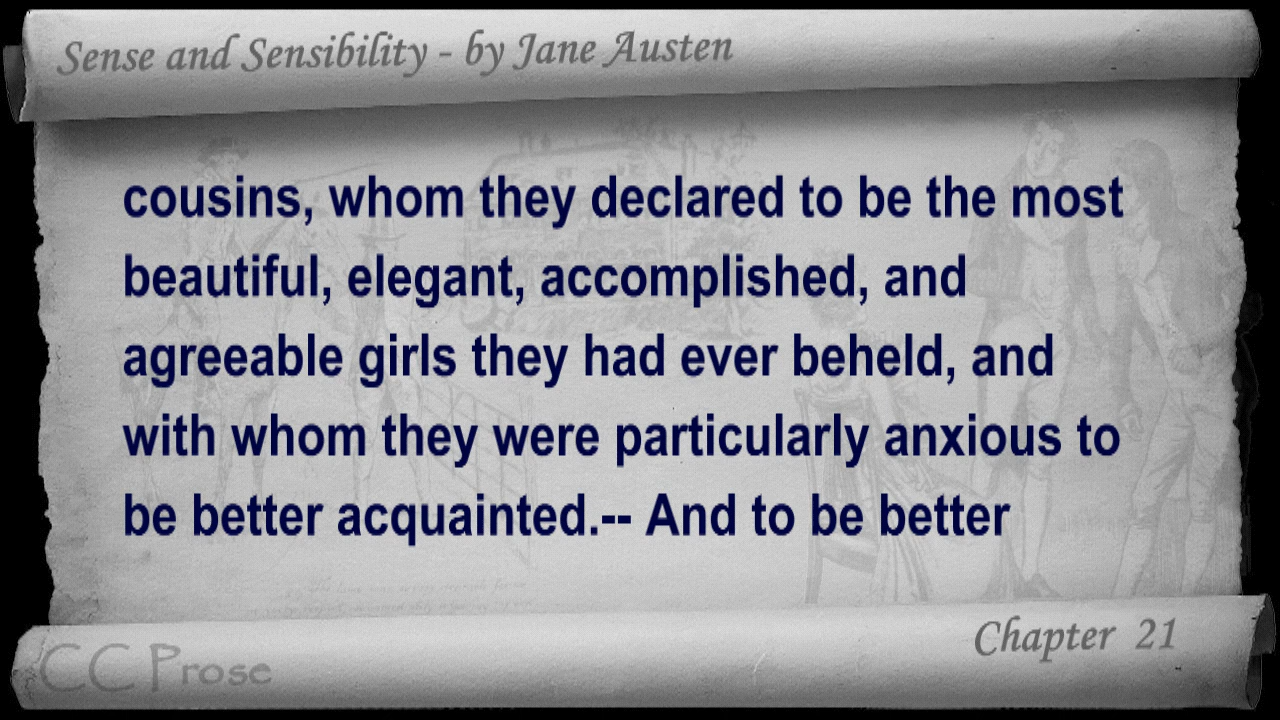 Sense and Sensibility - by Jane Austen
cousins, whom they declared to be the most
beautiful, elegant, accomplished, and
agreeable girls they had ever beheld, and
with whom they were particularly anxious to
be better acquainted.-- And to be better
Chapter 21
CC Prose